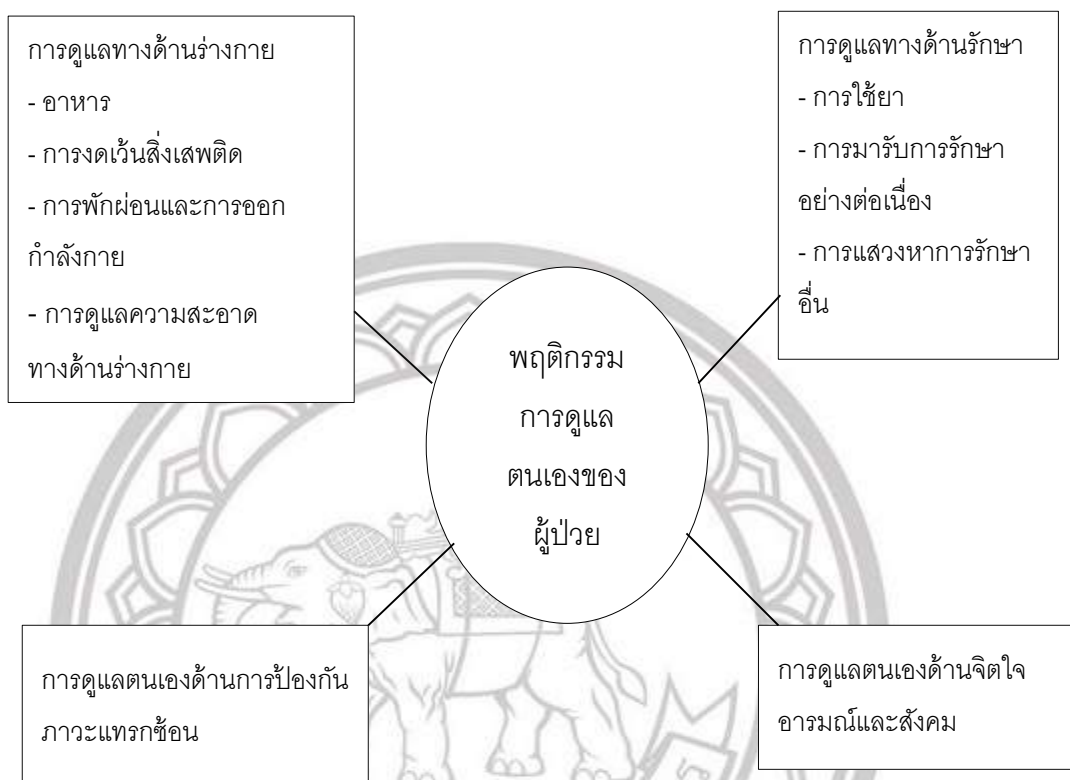 การดูแลทางด้านร่างกาย
- อาหาร
- การงดเว้นสิ่งเสพติด
- การพักผ่อนและการออก
กำลังกาย
- การดูแลความสะอาด
ทางด้านร่างกาย
การดูแลทางด้านรักษา
- การใช้ยา
- การมารับการรักษา
อย่างต่อเนื่อง
- การแสวงหาการรักษา
อื่น
พฤติกรรม
การดูแล
ตนเองของ
ผู้ป่วย
การดูแลตนเองด้านการป้องกัน
ภาวะแทรกซ้อน
การดูแลตนเองด้านจิตใจ
อารมณ์และสังคม